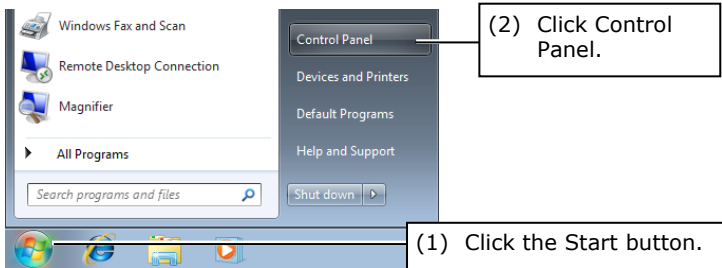 Windows Fax and Scan
Remote Desktop Connection
Magnifier
All Programs
Search programs and files
Control Panel
Devices and Printers
Default Programs
Help and Support
Shut down
(2) Click Control
Panel.
(1) Click the Start button.